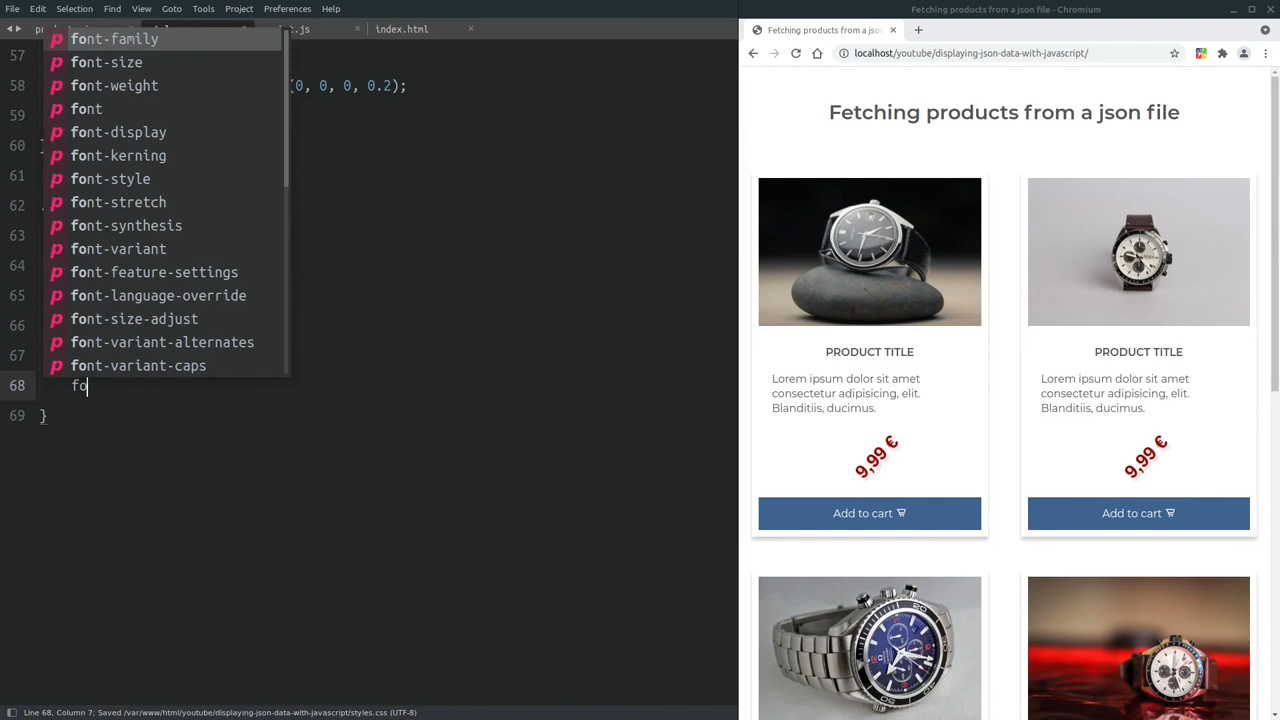 File Edit Selection Find View Goto Tools Project Preferences Help
Fetching products from a json file - Chromium
index.html
Fetching products from a jso
localhost/youtube/displaying-json-data-with-javascript/
font-family
font-size
font-weight
font
font-display
font-kerning
font-style
font-stretch
font-synthesis
font-variant
font-feature-settings
font-language-override
font-size-adjust
font-variant-alternates
font-variant-caps
57
58 (0, 0, 0, 0.2);
59
60
61
62
63
64
65
66
67
68 fo
69 }
Line 68, Column 7; Saved /var/www/html/youtube/displaying-json-data-with-javascript/styles.css (UTF-8)
Fetching products from a json file
PRODUCT TITLE
Lorem ipsum dolor sit amet
consectetur adipisicing, elit.
Blanditiis, ducimus.
9,99 €
Add to cart
PRODUCT TITLE
Lorem ipsum dolor sit amet
consectetur adipisicing, elit.
Blanditiis, ducimus.
9,99 €
Add to cart